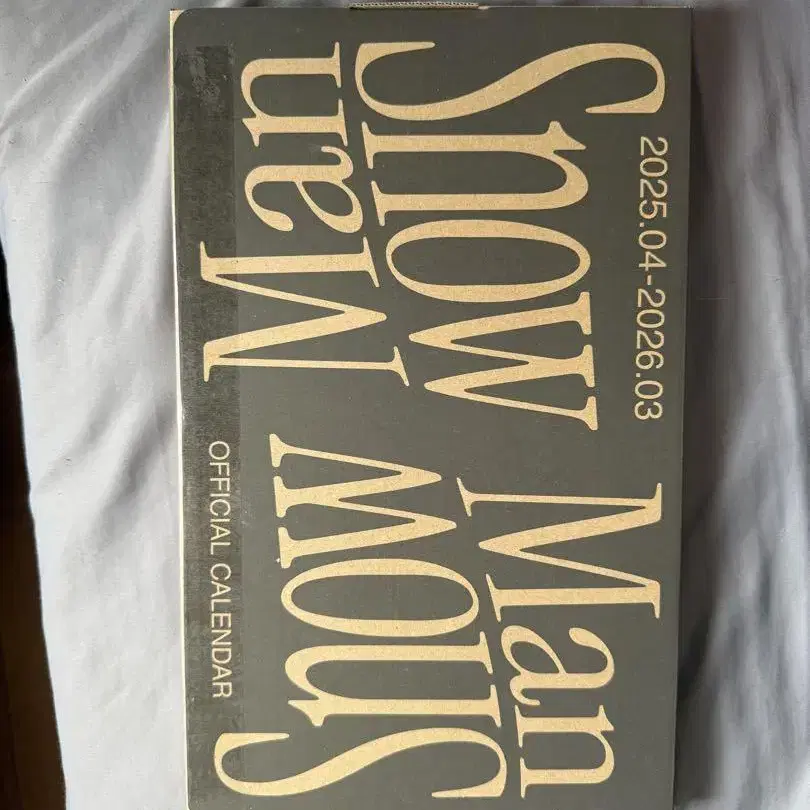 2025.04-2026.03
Snow Man
Snow Man
OFFICIAL CALENDAR